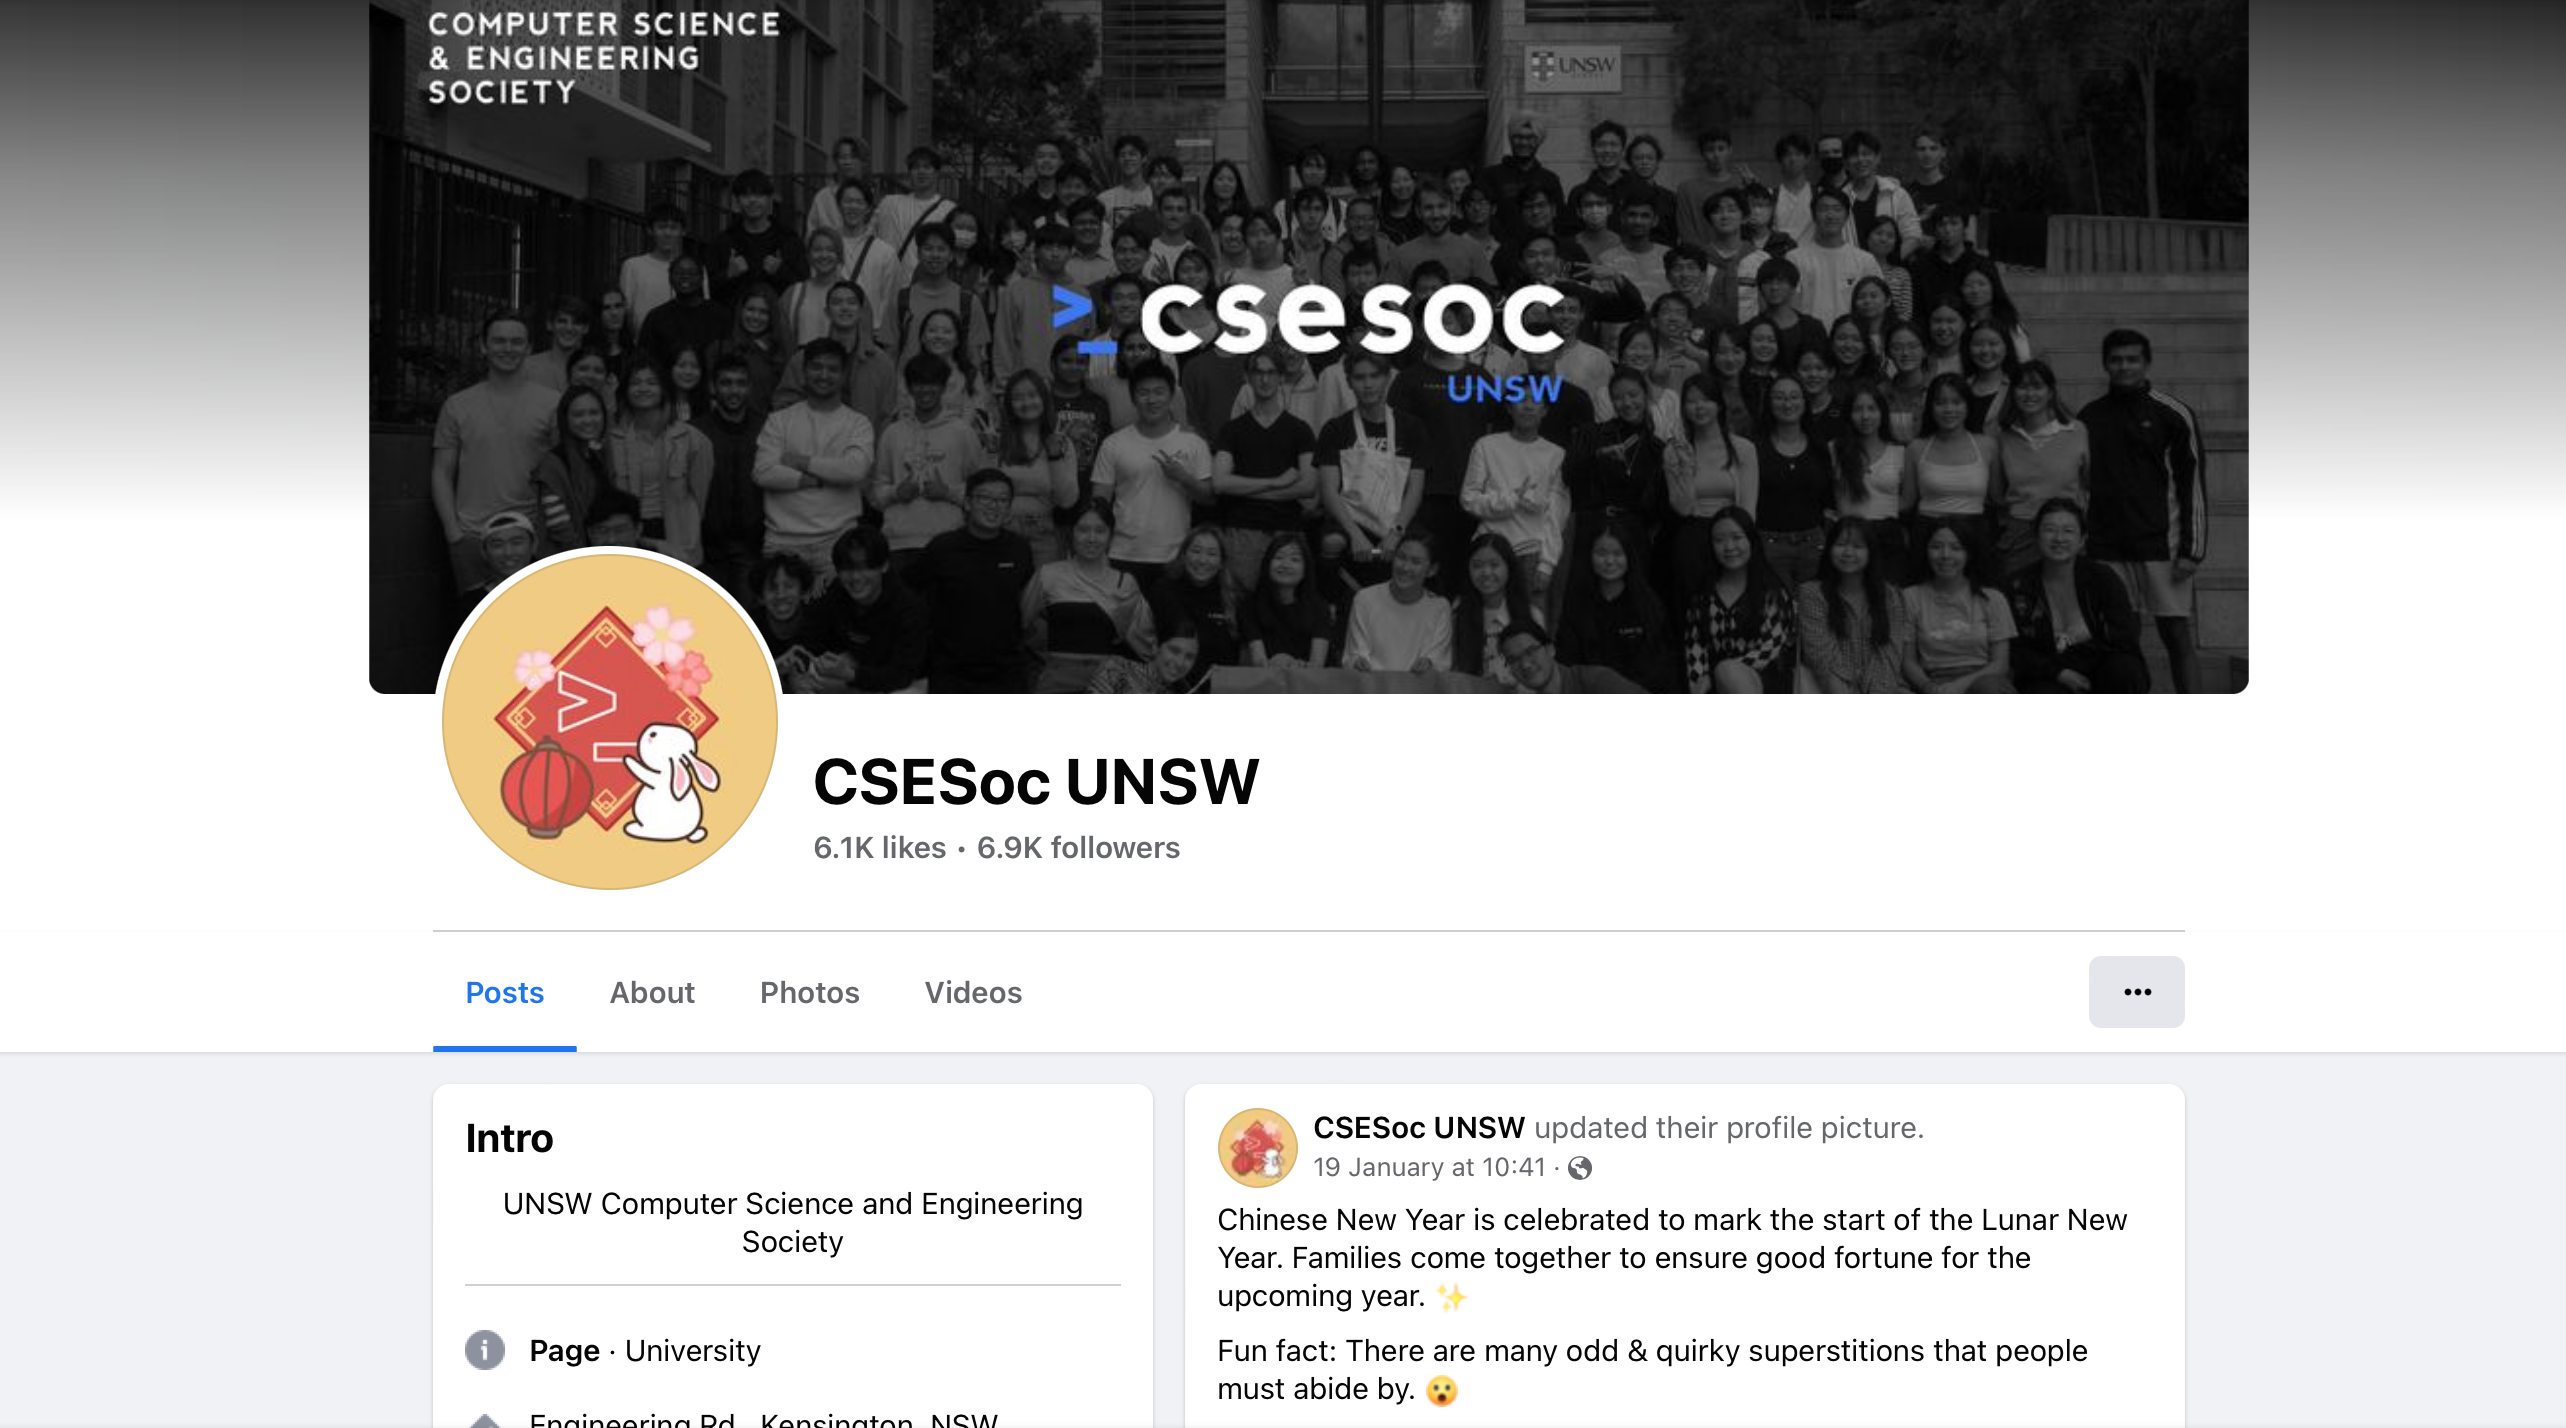 COMPUTER SCIENCE
& ENGINEERING
SOCIETY
UNSW
>_ csesoc
UNSW
>_
CSESoc UNSW
6.1K likes • 6.9K followers
Posts
About
Photos
Videos
Intro
UNSW Computer Science and Engineering
Society
Page · University
Engineering Rd, Kensington, NSW
CSESoc UNSW updated their profile picture.
19 January at 10:41 ·
Chinese New Year is celebrated to mark the start of the Lunar New
Year. Families come together to ensure good fortune for the
upcoming year. ✨
Fun fact: There are many odd & quirky superstitions that people
must abide by. 😮